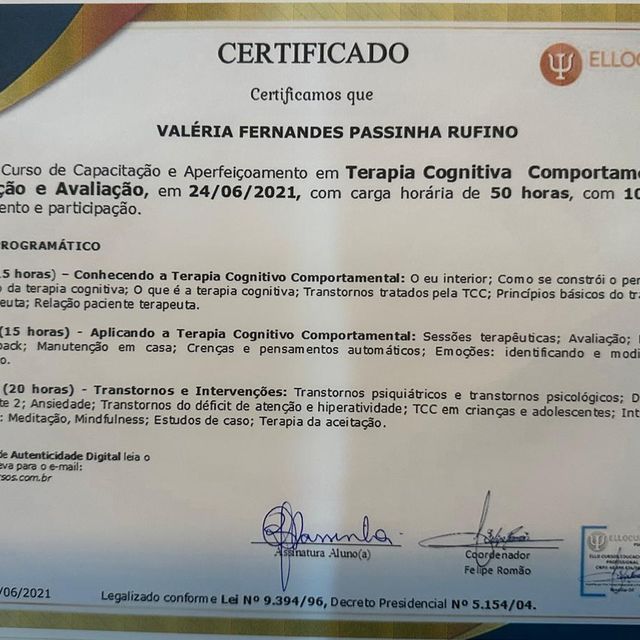 CERTIFICADO
ELLOC
Certificamos que
VALÉRIA FERNANDES PASSINHA RUFINO
Curso de Capacitação e Aperfeiçoamento em Terapia Cognitiva Comportame
ção e Avaliação, em 24/06/2021, com carga horária de 50 horas, com 10
ento e participação.
ROGRAMÁTICO
5 horas) – Conhecendo a Terapia Cognitivo Comportamental: O eu interior; Como se constrói o pe
da terapia cognitiva; O que é a terapia cognitiva; Transtornos tratados pela TCC; Princípios básicos do tra
euta; Relação paciente terapeuta.
(15 horas) - Aplicando a Terapia Cognitivo Comportamental: Sessões terapêuticas; Avaliação;
back; Manutenção em casa; Crenças e pensamentos automáticos; Emoções: identificando e modi
o.
(20 horas) - Transtornos e Intervenções: Transtornos psiquiátricos e transtornos psicológicos; D
te 2; Ansiedade; Transtornos do déficit de atenção e hiperatividade; TCC em crianças e adolescentes; Int
: Meditação, Mindfulness; Estudos de caso; Terapia da aceitação.
de Autenticidade Digital leia o
eva para o e-mail:
sos.com.br
Assinatura Aluno(a)
Coordenador
Felipe Romão
/06/2021
Legalizado conforme Lei Nº 9.394/96, Decreto Presidencial Nº 5.154/04.